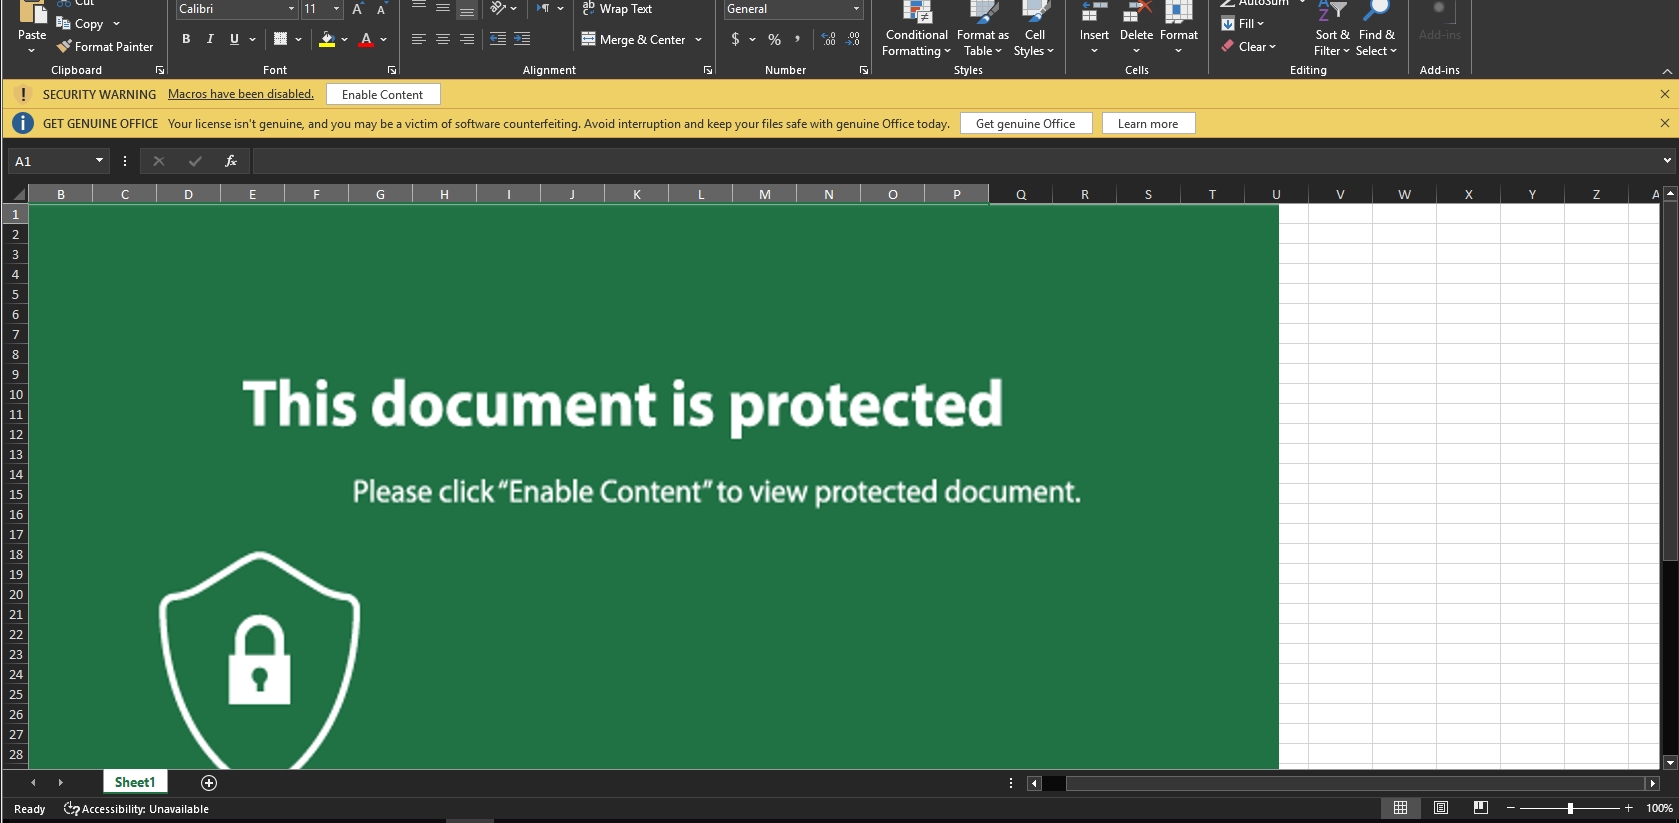 Cut
Calibri 11 Wrap Text General AutoSum
Paste Copy Conditional Format as Cell Insert Delete Format Fill Sort & Find & Add-ins
Format Painter B I U Merge & Center $ % , Formatting Table Styles Clear Filter Select
Clipboard Font Alignment Number Styles Cells Editing Add-ins
SECURITY WARNING Macros have been disabled. Enable Content
GET GENUINE OFFICE Your license isn't genuine, and you may be a victim of software counterfeiting. Avoid interruption and keep your files safe with genuine Office today. Get genuine Office Learn more
A1 fx
B C D E F G H I J K L M N O P Q R S T U V W X Y Z A
1
2
3
4
5
6
7
8
9
10
11
12
13
14
15
16
17
18
19
20
21
22
23
24
25
26
27
28
This document is protected
Please click “Enable Content” to view protected document.
Sheet1
Ready Accessibility: Unavailable 100%